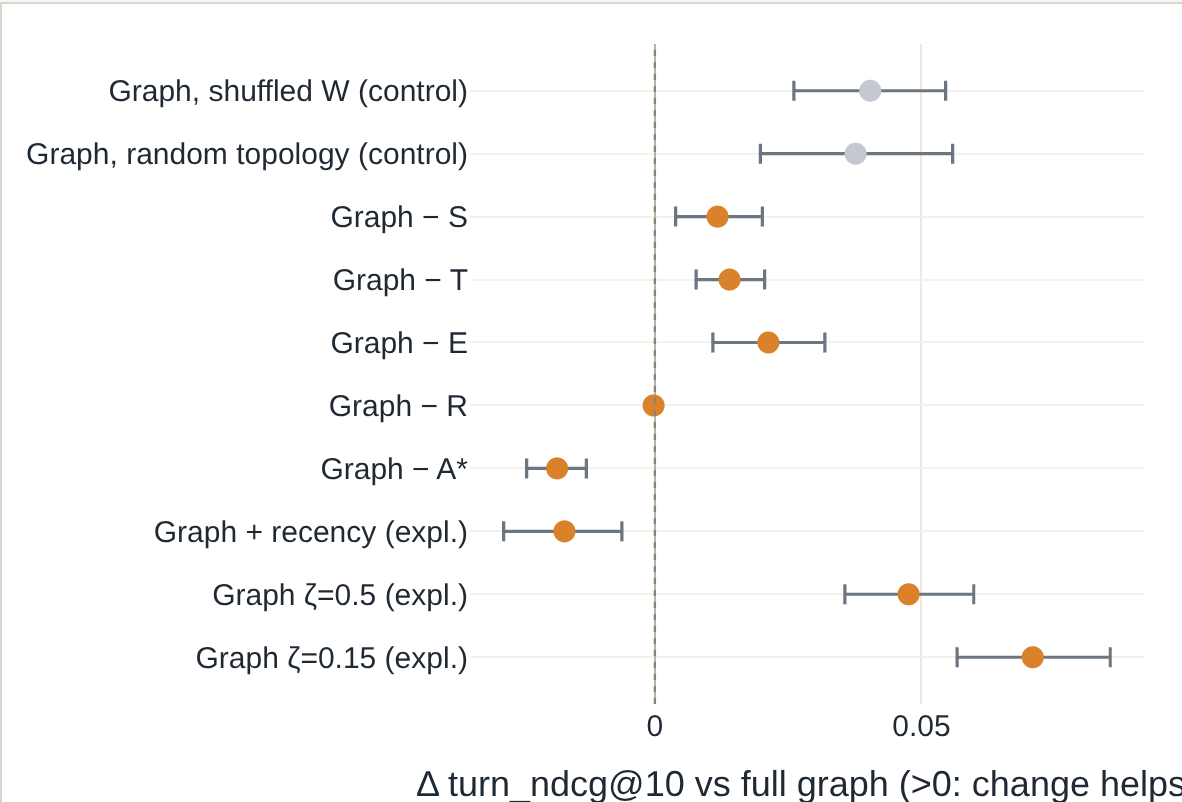 Graph, shuffled W (control)
Graph, random topology (control)
Graph − S
Graph − T
Graph − E
Graph − R
Graph − A*
Graph + recency (expl.)
Graph ζ=0.5 (expl.)
Graph ζ=0.15 (expl.)
0 0.05
Δ turn_ndcg@10 vs full graph (>0: change helps